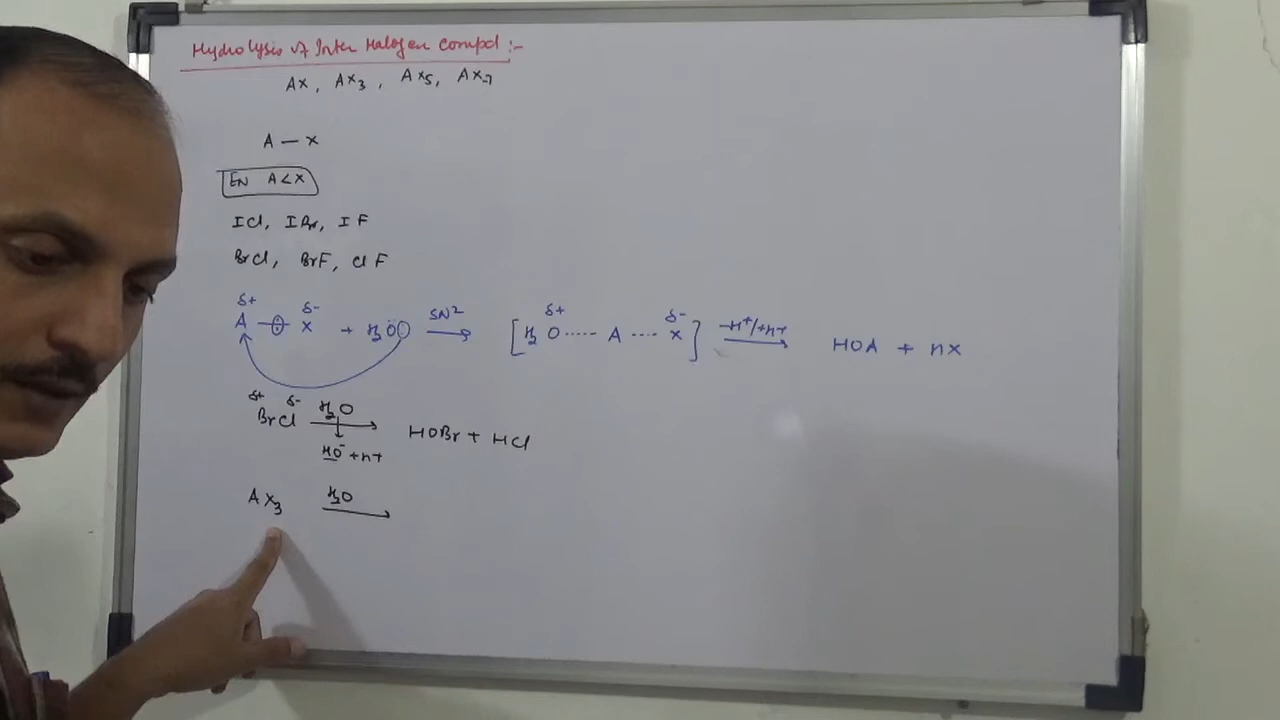 Hydrolysis of Inter Halogen compd :-
AX, AX₃, AX₅, AX₇
A — X
EN A < X
ICl, IBr, IF
BrCl, BrF, ClF
δ+ δ-
A — X + H₂O SN² → [H₂O ····· A ···· X] δ+ δ- -H⁺/+H⁺ → HOA + HX
δ+ δ-
BrCl H₂O → HOBr + HCl
HO⁻ + H+
AX₃ H₂O →